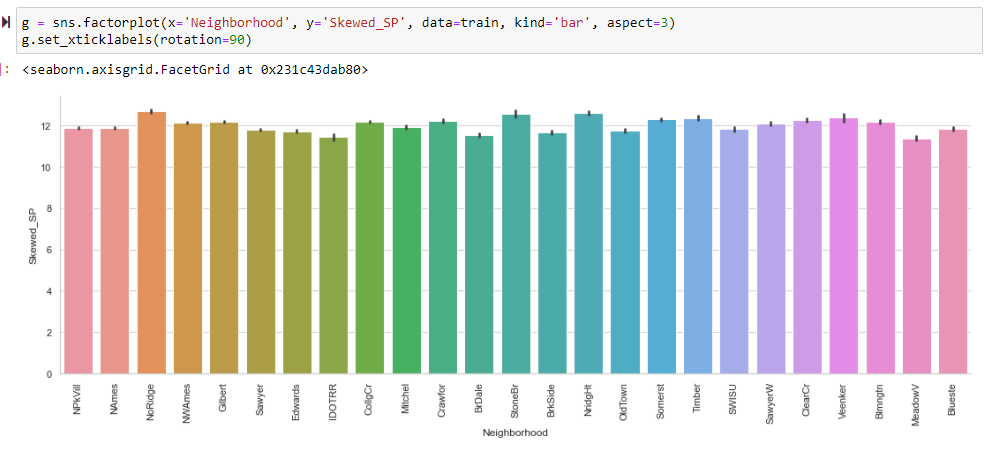 g = sns.factorplot(x='Neighborhood', y='Skewed_SP', data=train, kind='bar', aspect=3)
g.set_xticklabels(rotation=90)
: <seaborn.axisgrid.FacetGrid at 0x231c43dab80>
12
10
8
6
4
2
0
Skewed_SP
NPkVill
NAmes
NoRidge
NWAmes
Gilbert
Sawyer
Edwards
IDOTRR
CollgCr
Mitchel
Crawfor
BrDale
StoneBr
BrkSide
NridgHt
OldTown
Somerst
Timber
SWISU
SawyerW
ClearCr
Veenker
Blmngtn
MeadowV
Blueste
Neighborhood